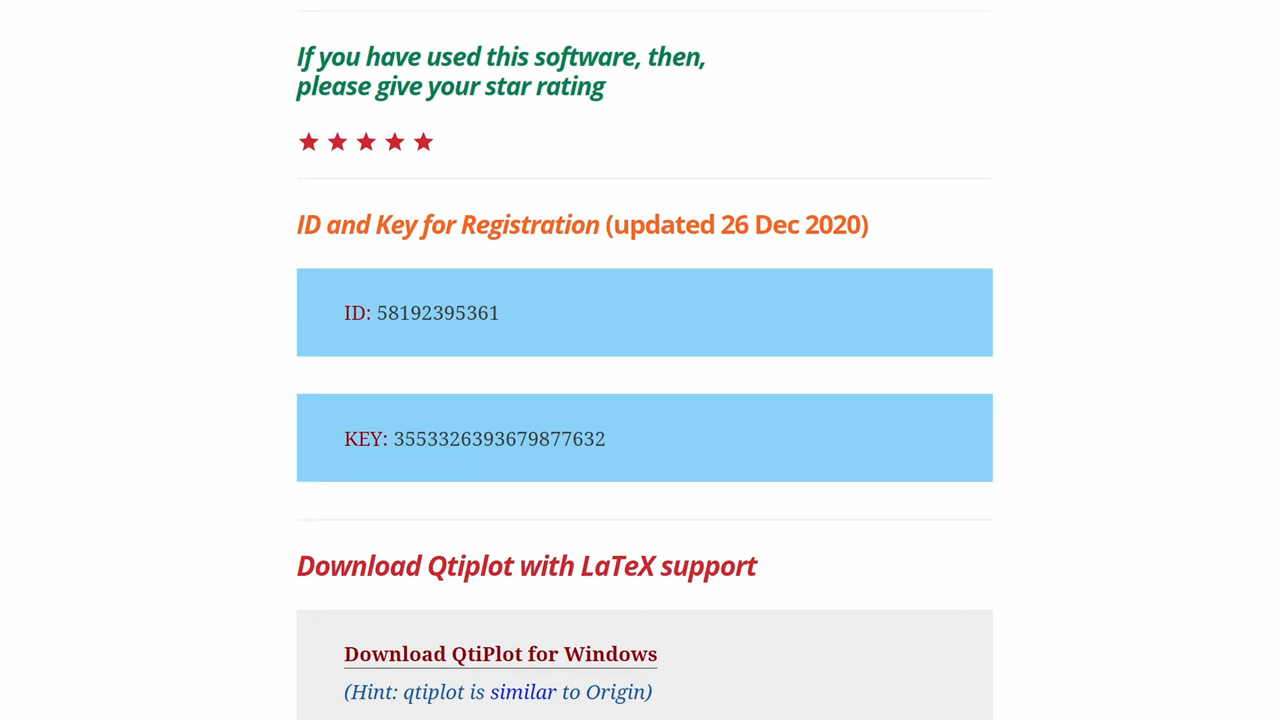 If you have used this software, then,
please give your star rating
ID and Key for Registration (updated 26 Dec 2020)
ID: 58192395361
KEY: 3553326393679877632
Download Qtiplot with LaTeX support
Download QtiPlot for Windows
(Hint: qtiplot is similar to Origin)